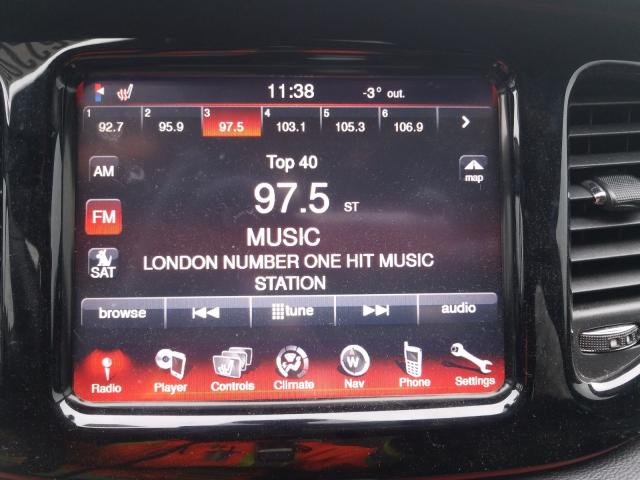 11:38 -3° out.
1 2 3 4 5 6
92.7 95.9 97.5 103.1 105.3 106.9
Top 40
AM
map
97.5 ST
FM
MUSIC
LONDON NUMBER ONE HIT MUSIC
SAT
STATION
browse tune audio
W
Radio Player Controls Climate Nav Phone Settings